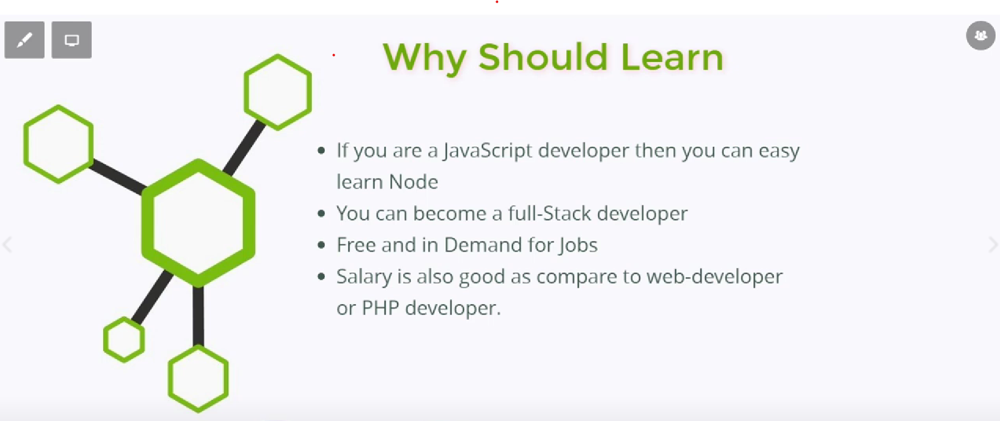 Why Should Learn
• If you are a JavaScript developer then you can easy
learn Node
• You can become a full-Stack developer
• Free and in Demand for Jobs
• Salary is also good as compare to web-developer
or PHP developer.